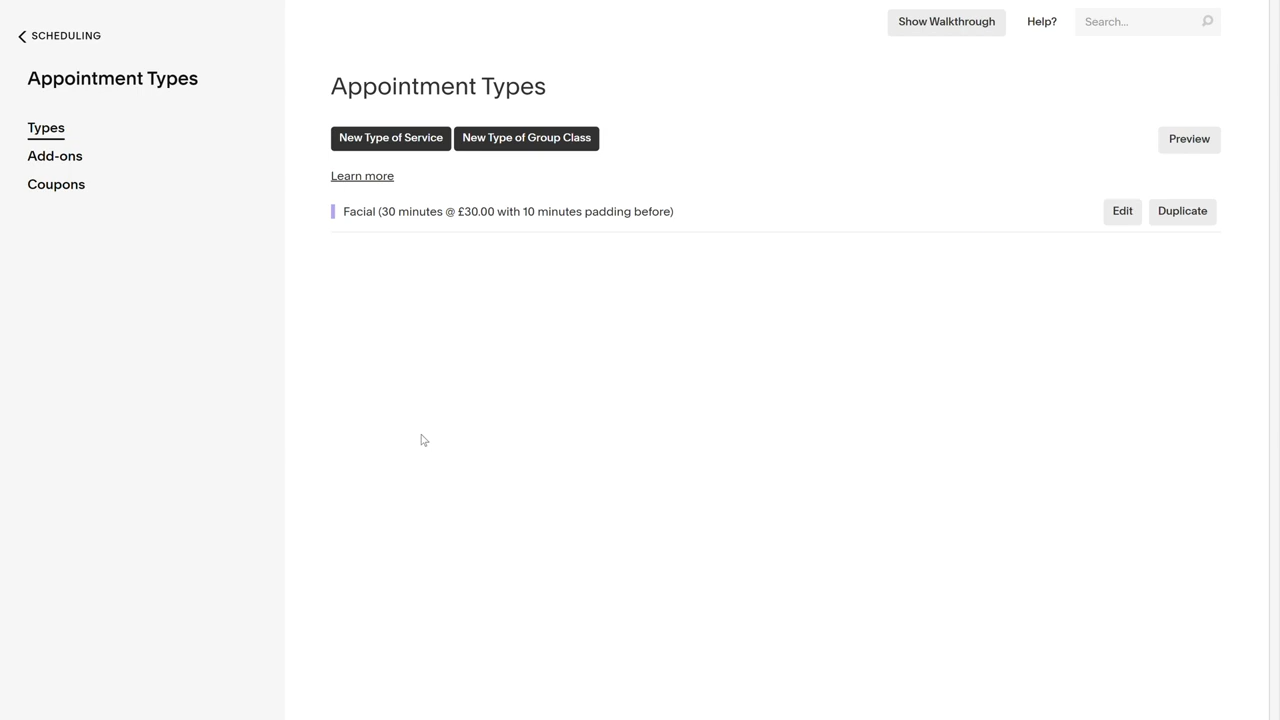 SCHEDULING
Appointment Types
Types
Add-ons
Coupons
Show Walkthrough
Help?
Search...
Appointment Types
New Type of Service
New Type of Group Class
Preview
Learn more
Facial (30 minutes @ £30.00 with 10 minutes padding before)
Edit
Duplicate